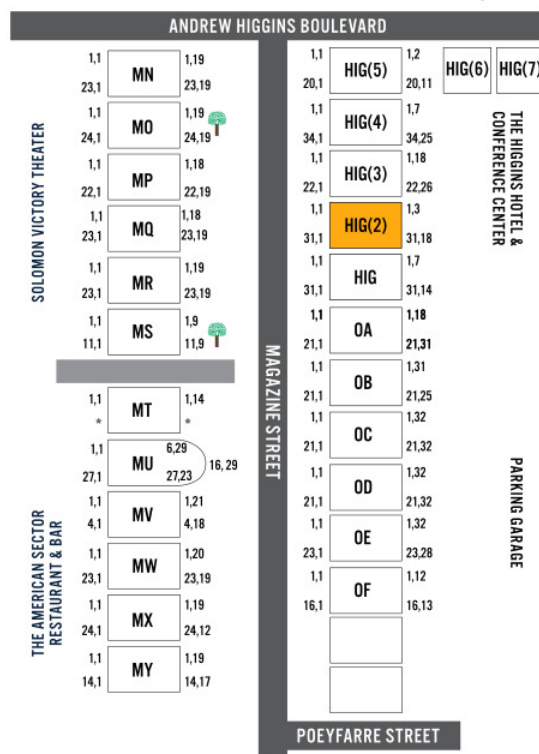 ANDREW HIGGINS BOULEVARD
SOLOMON VICTORY THEATER
1,1 MN 1,19
23,1 23,19
1,1 MO 1,19
24,1 24,19
1,1 MP 1,18
22,1 22,19
1,1 MQ 1,18
23,1 23,19
1,1 MR 1,19
23,1 23,19
1,1 MS 1,9
11,1 11,9
THE AMERICAN SECTOR
RESTAURANT & BAR
1,1 MT 1,14
* *
1,1 MU 6,29
16,29
27,1 27,23
1,1 MV 1,21
4,1 4,18
1,1 MW 1,20
23,1 23,19
1,1 MX 1,19
24,1 24,12
1,1 MY 1,19
14,1 14,17
MAGAZINE STREET
1,1 HIG(5) 1,2
20,1 20,11
HIG(6) HIG(7)
1,1 HIG(4) 1,7
34,1 34,25
1,1 HIG(3) 1,18
22,1 22,26
1,1 HIG(2) 1,3
31,1 31,18
1,1 HIG 1,7
31,1 31,14
1,1 OA 1,18
21,1 21,31
1,1 OB 1,31
21,1 21,25
1,1 OC 1,32
21,1 21,32
1,1 OD 1,32
21,1 21,32
1,1 OE 1,32
23,1 23,28
1,1 OF 1,12
16,1 16,13
THE HIGGINS HOTEL &
CONFERENCE CENTER
PARKING GARAGE
POEYFARRE STREET